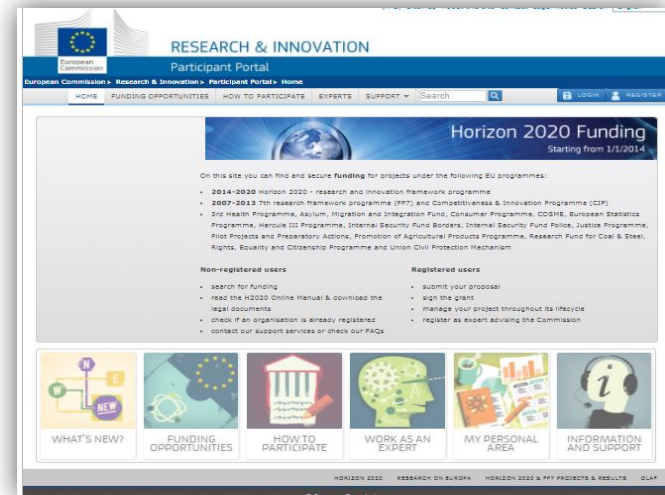 European
Commission
RESEARCH & INNOVATION
Participant Portal
European Commission > Research & Innovation > Participant Portal > Home
HOME FUNDING OPPORTUNITIES HOW TO PARTICIPATE EXPERTS SUPPORT Search LOGIN REGISTER
Horizon 2020 Funding
Starting from 1/1/2014
On this site you can find and secure funding for projects under the following EU programmes:
• 2014-2020 Horizon 2020 - research and innovation framework programme
• 2007-2013 7th research framework programme (FP7) and Competitiveness & Innovation Programme (CIP)
• 3rd Health Programme, Asylum, Migration and Integration Fund, Consumer Programme, COSME, European Statistics
Programme, Hercule III Programme, Internal Security Fund Borders, Internal Security Fund Police, Justice Programme,
Pilot Projects and Preparatory Actions, Promotion of Agricultural Products Programme, Research Fund for Coal & Steel,
Rights, Equality and Citizenship Programme and Union Civil Protection Mechanism
Non-registered users
• search for funding
• read the H2020 Online Manual & download the
legal documents
• check if an organisation is already registered
• contact our support services or check our FAQs
Registered users
• submit your proposal
• sign the grant
• manage your project throughout its lifecycle
• register as expert advising the Commission
N
E
W
NEW
WHAT'S NEW?
FUNDING
OPPORTUNITIES
HOW TO
PARTICIPATE
WORK AS AN
EXPERT
MY PERSONAL
AREA
i
INFORMATION
AND SUPPORT
HORIZON 2020 RESEARCH ON EUROPA HORIZON 2020 & FP7 PROJECTS & RESULTS OLAF